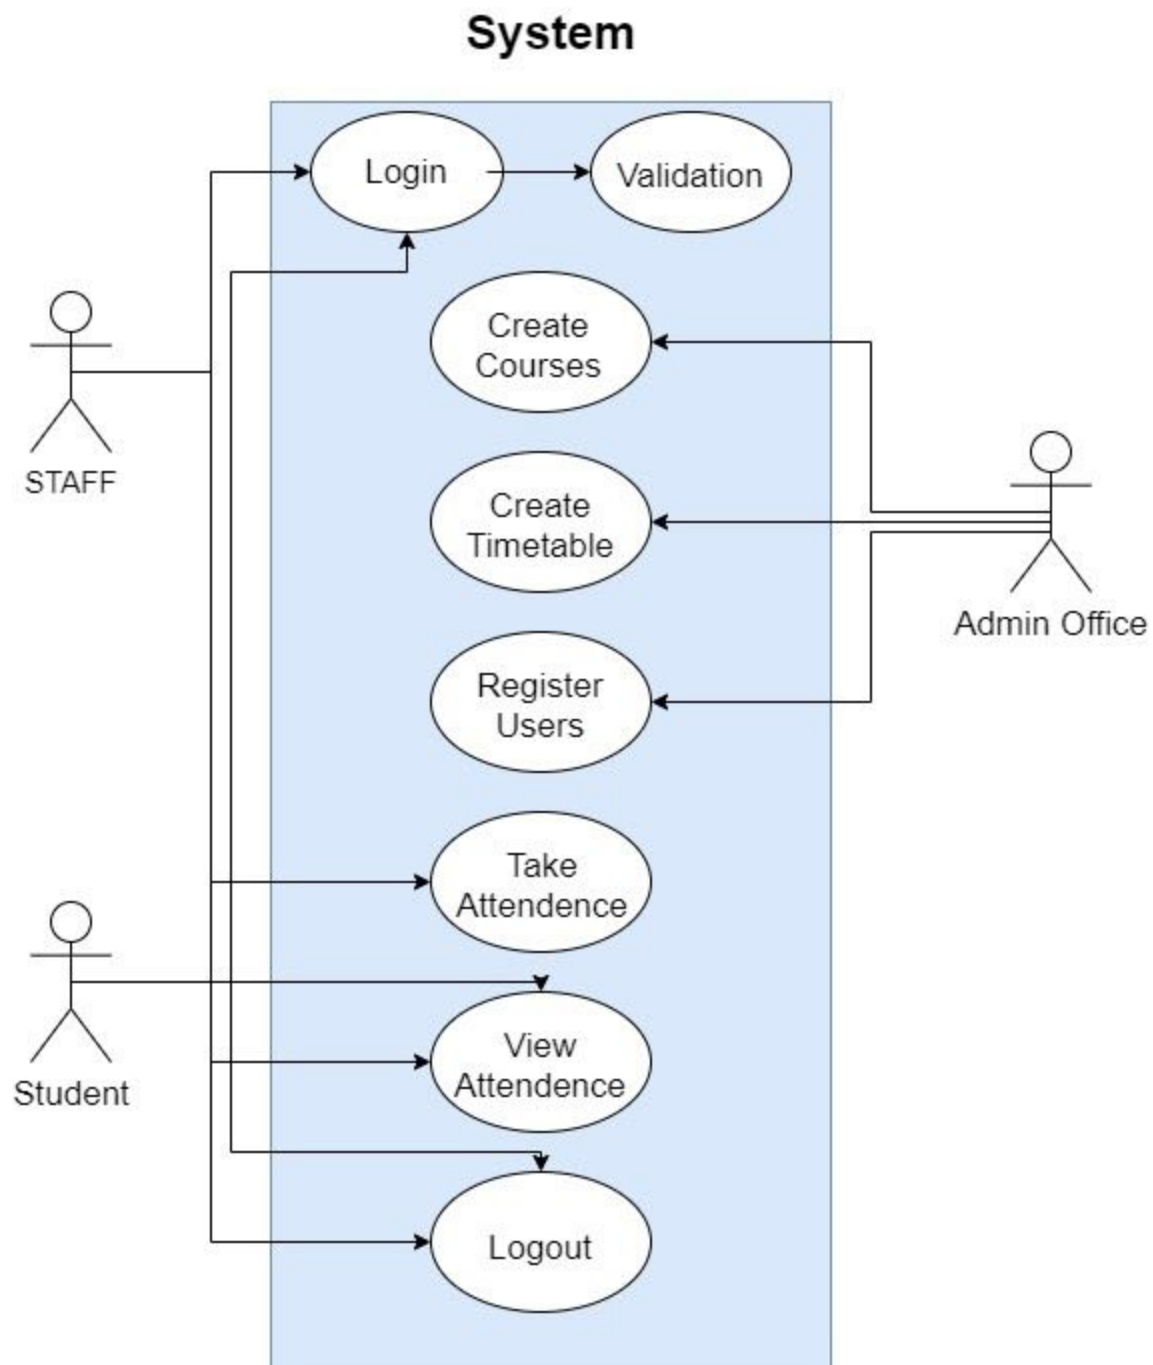 System
Login
Validation
Create
Courses
STAFF
Create
Timetable
Admin Office
Register
Users
Take
Attendence
View
Attendence
Student
Logout